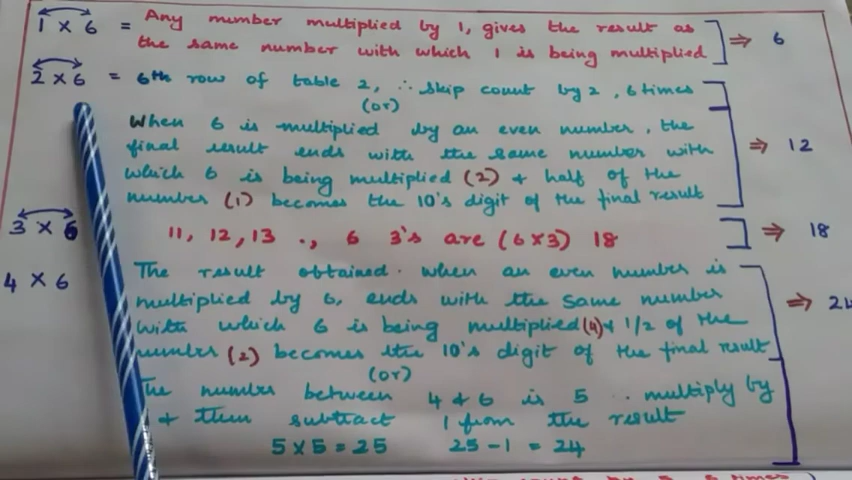 1 × 6 = Any number multiplied by 1, gives the result as
the same number with which 1 is being multiplied ⇒ 6
2 × 6 = 6th row of table 2, ∴ skip count by 2, 6 times
(or)
When 6 is multiplied by an even number, the
final result ends with the same number with ⇒ 12
which 6 is being multiplied (2) & half of the
number (1) becomes the 10's digit of the final result
3 × 6 11, 12, 13 ., 6 3's are (6×3) 18 ⇒ 18
4 × 6 The result obtained. when an even number is
multiplied by 6, ends with the same number ⇒ 24
with which 6 is being multiplied (4) & 1/2 of the
number (2) becomes the 10's digit of the final result
(or)
The number between 4 & 6 is 5 . multiply by
& then subtract 1 from the result
5 × 5 = 25 25 - 1 = 24